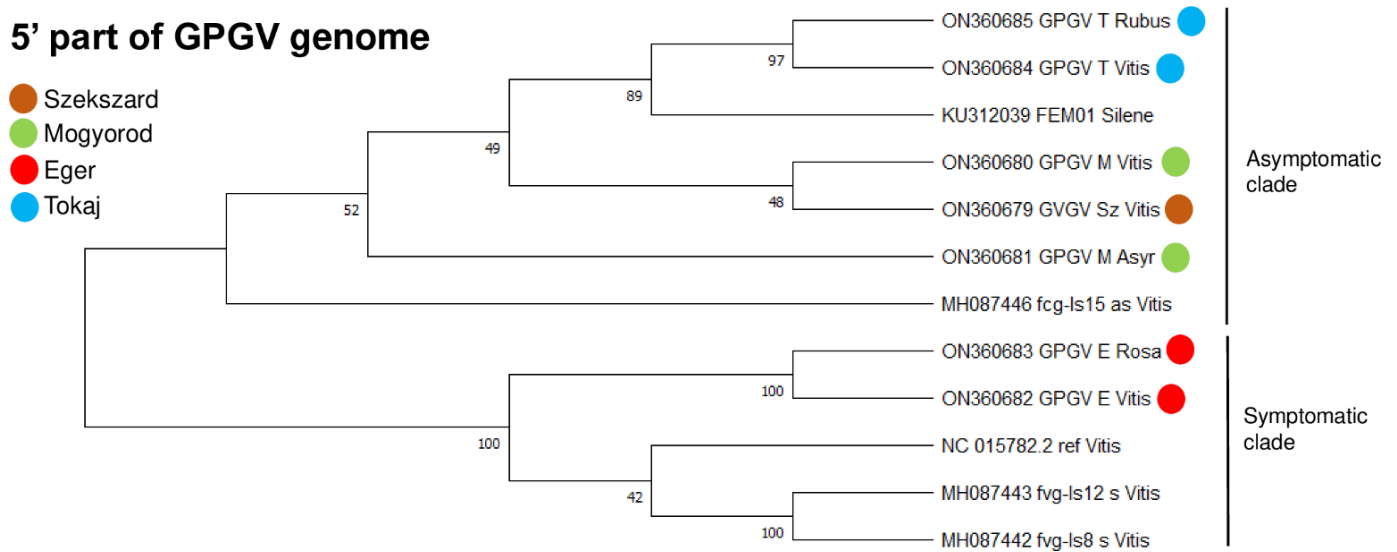 5' part of GPGV genome
Szekszard
Mogyorod
Eger
Tokaj
ON360685 GPGV T Rubus
97
ON360684 GPGV T Vitis
89
KU312039 FEM01 Silene
49
ON360680 GPGV M Vitis
48
ON360679 GVGV Sz Vitis
52
ON360681 GPGV M Asyr
MH087446 fcg-Is15 as Vitis
Asymptomatic
clade
ON360683 GPGV E Rosa
100
ON360682 GPGV E Vitis
100
NC 015782.2 ref Vitis
42
MH087443 fvg-Is12 s Vitis
100
MH087442 fvg-Is8 s Vitis
Symptomatic
clade